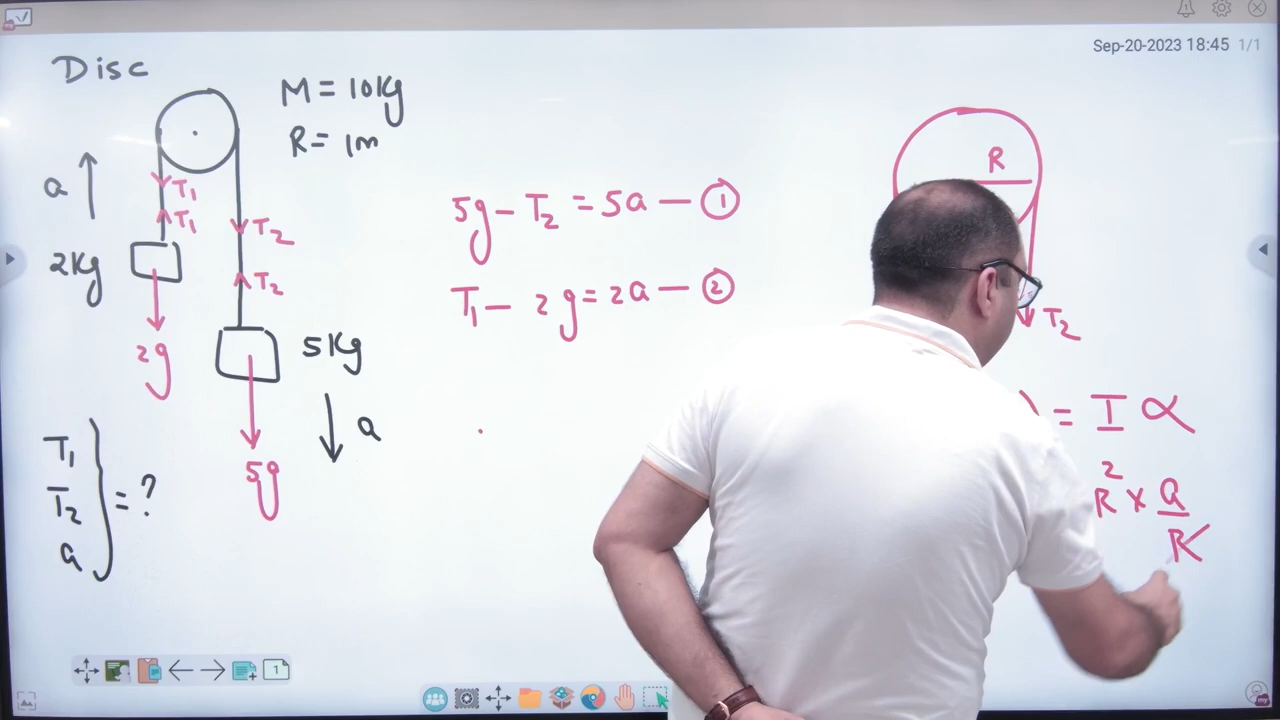 Sep-20-2023 18:45 1/1
Disc
M = 10kg
R = 1m
a
T₁
T₁
T₂
T₂
2kg
2g
5kg
a
5g
T₁
T₂
a
= ?
5g – T₂ = 5a — ①
T₁ – 2g = 2a — ②
R
T₂
) = I α
R² × a/R
1